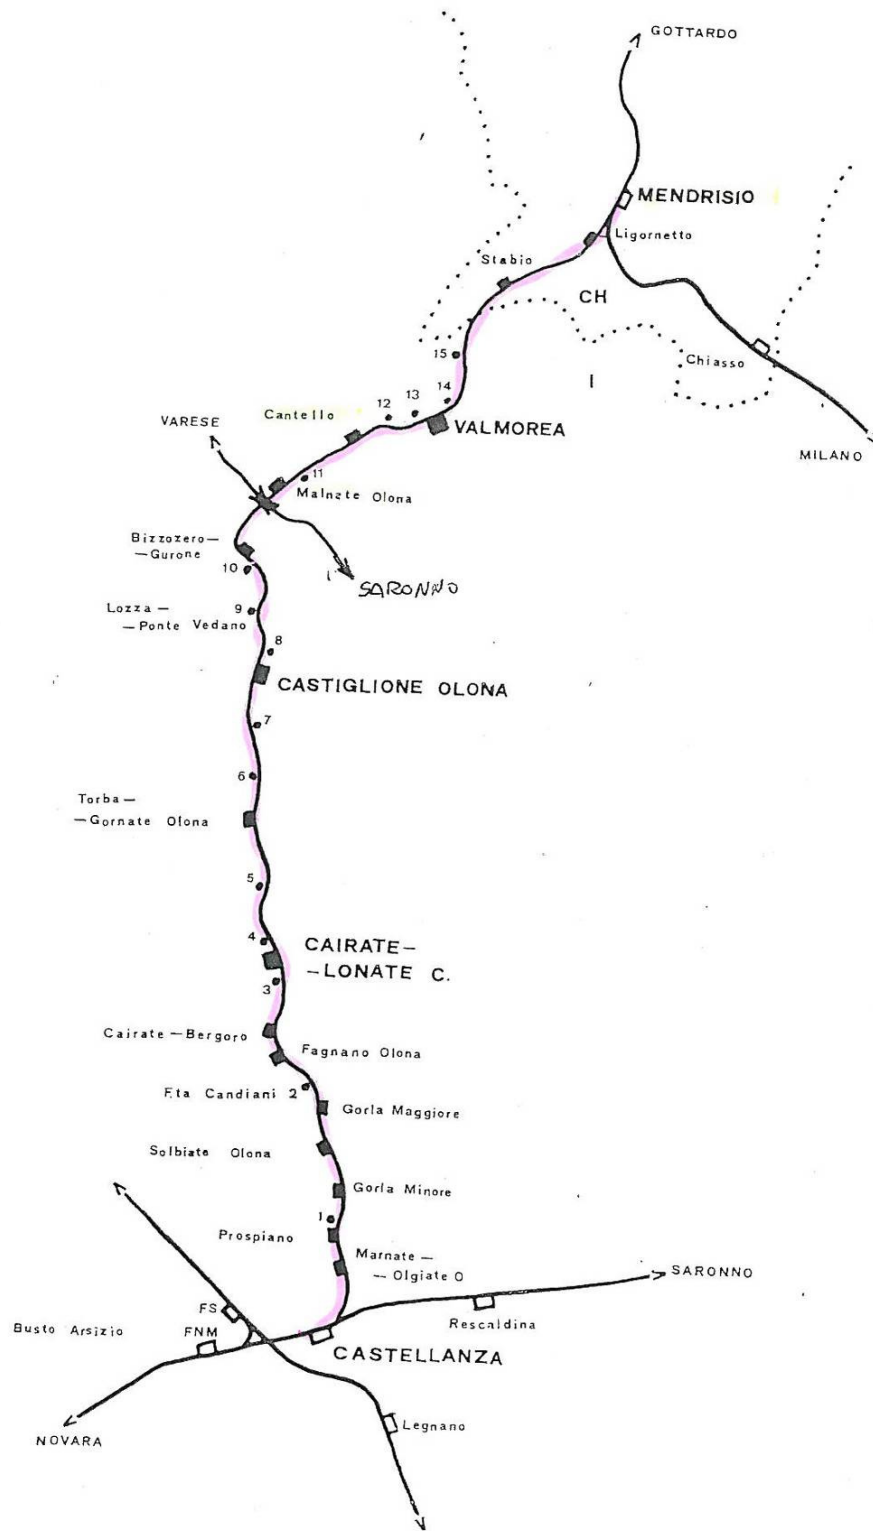 GOTTARDO
MENDRISIO
Ligornetto
Stabio
CH
Chiasso
15
I
14
13
12
Cantello
VARESE
VALMOREA
MILANO
11
Malnate Olona
Bizzozero—
—Gurone
10
SARONNO
Lozza—
—Ponte Vedano
9
8
CASTIGLIONE OLONA
7
6
Torba—
—Gornate Olona
5
4
CAIRATE—
—LONATE C.
3
Cairate—Bergoro
Fagnano Olona
F.ta Candiani 2
Gorla Maggiore
Solbiate Olona
Gorla Minore
1
Prospiano
Marnate—
—Olgiate O
SARONNO
FS
Rescaldina
Busto Arsizio
FNM
CASTELLANZA
Legnano
NOVARA